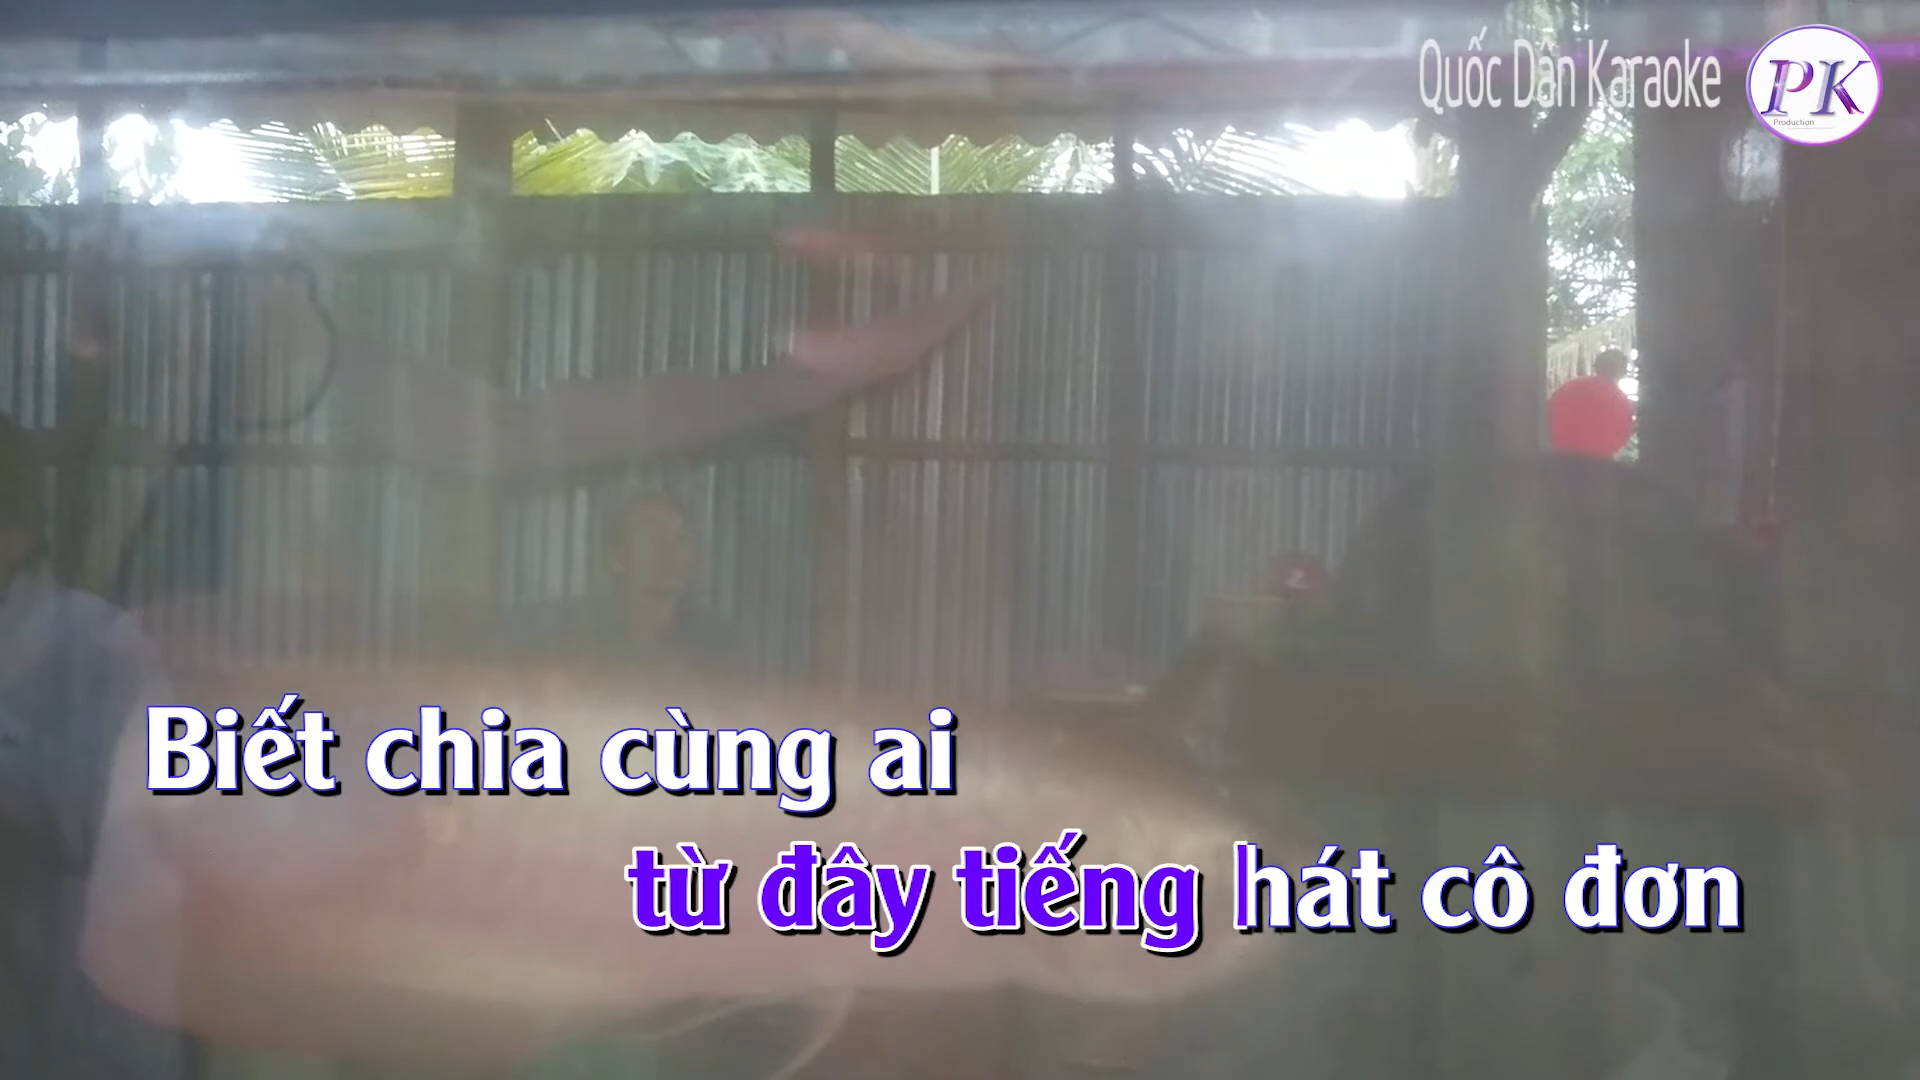 Quốc Dân Karaoke
PK
Production
Biết chia cùng ai
từ đây tiếng hát cô đơn